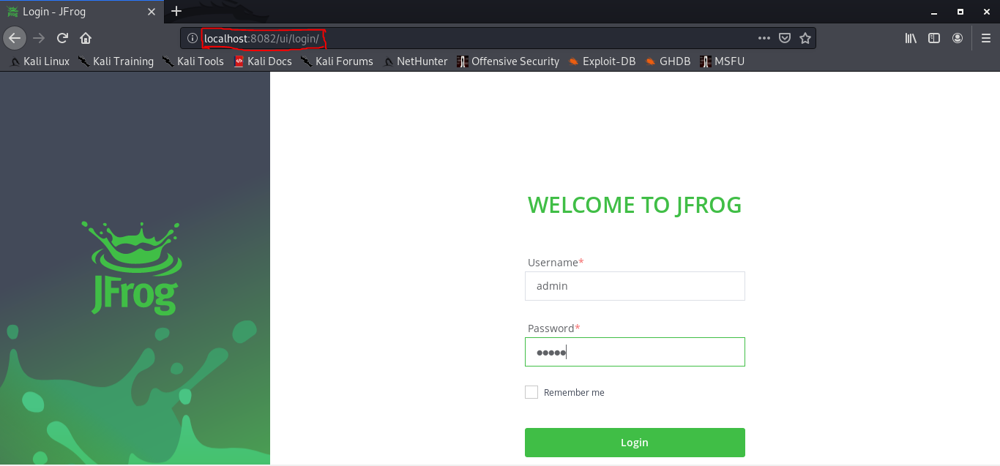 Login - JFrog
localhost:8082/ui/login/
Kali Linux Kali Training Kali Tools Kali Docs Kali Forums NetHunter Offensive Security Exploit-DB GHDB MSFU
JFrog
WELCOME TO JFROG
Username*
admin
Password*
●●●●●
Remember me
Login